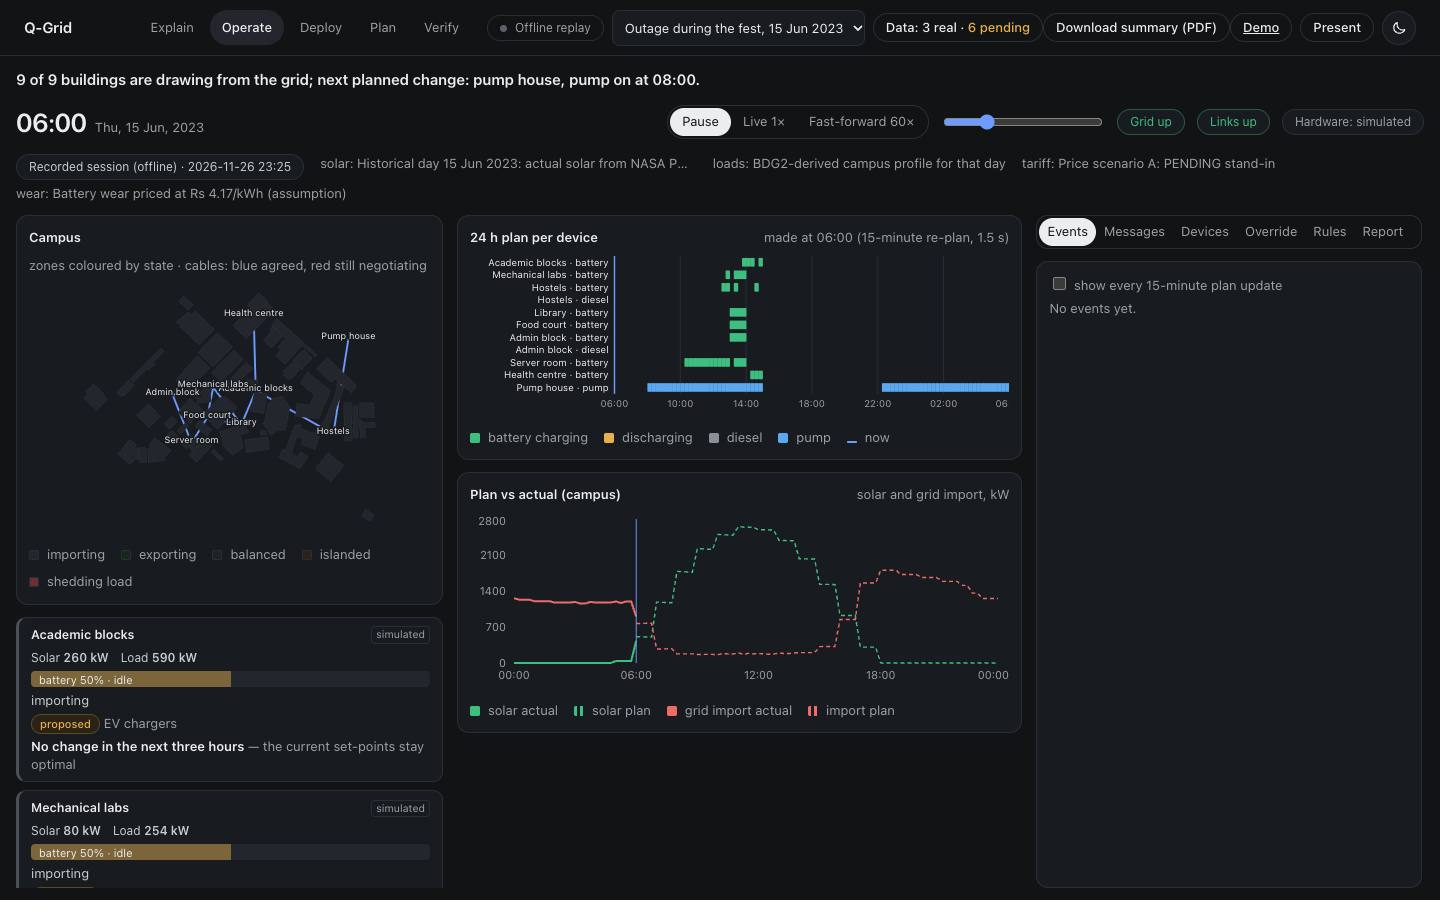 Q-Grid
Explain
Operate
Deploy
Plan
Verify
Offline replay
Outage during the fest, 15 Jun 2023
Data: 3 real · 6 pending
Download summary (PDF)
Demo
Present
9 of 9 buildings are drawing from the grid; next planned change: pump house, pump on at 08:00.
06:00 Thu, 15 Jun, 2023
Pause
Live 1×
Fast-forward 60×
Grid up
Links up
Hardware: simulated
Recorded session (offline) · 2026-11-26 23:25
solar: Historical day 15 Jun 2023: actual solar from NASA P...
loads: BDG2-derived campus profile for that day
tariff: Price scenario A: PENDING stand-in
wear: Battery wear priced at Rs 4.17/kWh (assumption)
Campus
zones coloured by state · cables: blue agreed, red still negotiating
Health centre
Pump house
Mechanical labs
Academic blocks
Admin block
Food court
Library
Hostels
Server room
importing
exporting
balanced
islanded
shedding load
Academic blocks
simulated
Solar 260 kW Load 590 kW
battery 50% · idle
importing
proposed EV chargers
No change in the next three hours — the current set-points stay
optimal
Mechanical labs
simulated
Solar 80 kW Load 254 kW
battery 50% · idle
importing
24 h plan per device
made at 06:00 (15-minute re-plan, 1.5 s)
Academic blocks · battery
Mechanical labs · battery
Hostels · battery
Hostels · diesel
Library · battery
Food court · battery
Admin block · battery
Admin block · diesel
Server room · battery
Health centre · battery
Pump house · pump
06:00 10:00 14:00 18:00 22:00 02:00 06
battery charging
discharging
diesel
pump
now
Plan vs actual (campus)
solar and grid import, kW
2800
2100
1400
700
0
00:00 06:00 12:00 18:00 00:00
solar actual
solar plan
grid import actual
import plan
Events
Messages
Devices
Override
Rules
Report
show every 15-minute plan update
No events yet.